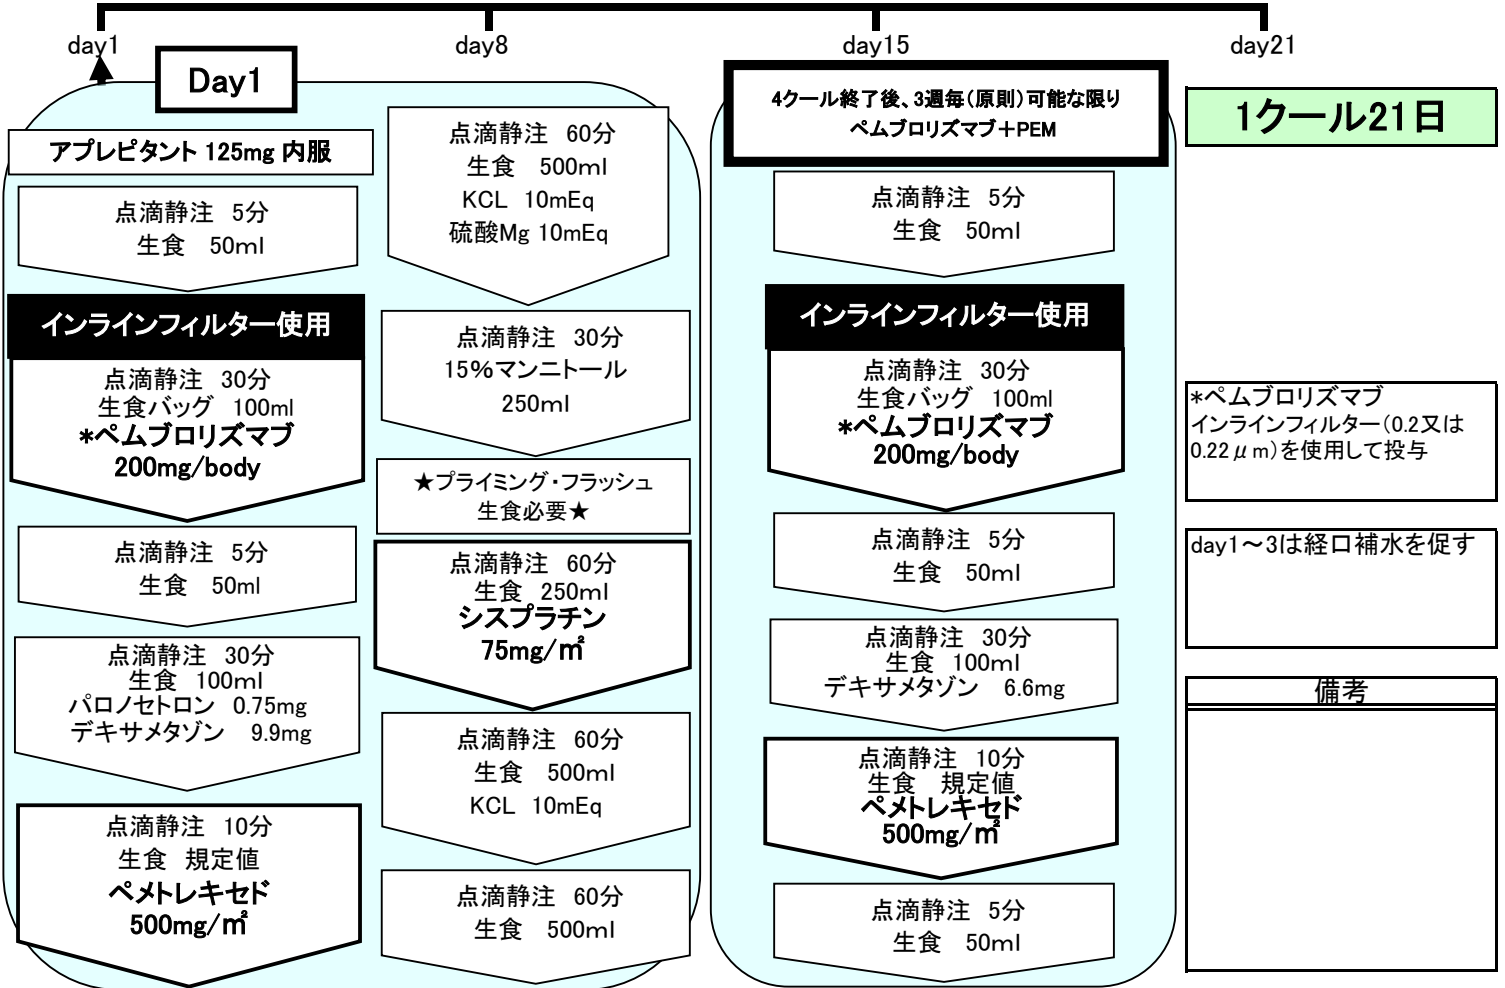 day1
day8
day15
day21
Day1
アプレピタント 125mg 内服
点滴静注 5分
生食 50ml
インラインフィルター使用
点滴静注 30分
生食バッグ 100ml
*ペムブロリズマブ
200mg/body
点滴静注 5分
生食 50ml
点滴静注 30分
生食 100ml
パロノセトロン 0.75mg
デキサメタゾン 9.9mg
点滴静注 10分
生食 規定値
ペメトレキセド
500mg/㎡
点滴静注 60分
生食 500ml
KCL 10mEq
硫酸Mg 10mEq
点滴静注 30分
15%マンニトール
250ml
★プライミング・フラッシュ
生食必要★
点滴静注 60分
生食 250ml
シスプラチン
75mg/㎡
点滴静注 60分
生食 500ml
KCL 10mEq
点滴静注 60分
生食 500ml
4クール終了後、3週毎(原則)可能な限り
ペムブロリズマブ+PEM
点滴静注 5分
生食 50ml
インラインフィルター使用
点滴静注 30分
生食バッグ 100ml
*ペムブロリズマブ
200mg/body
点滴静注 5分
生食 50ml
点滴静注 30分
生食 100ml
デキサメタゾン 6.6mg
点滴静注 10分
生食 規定値
ペメトレキセド
500mg/㎡
点滴静注 5分
生食 50ml
1クール21日
*ペムブロリズマブ
インラインフィルター(0.2又は
0.22μm)を使用して投与
day1~3は経口補水を促す
備考